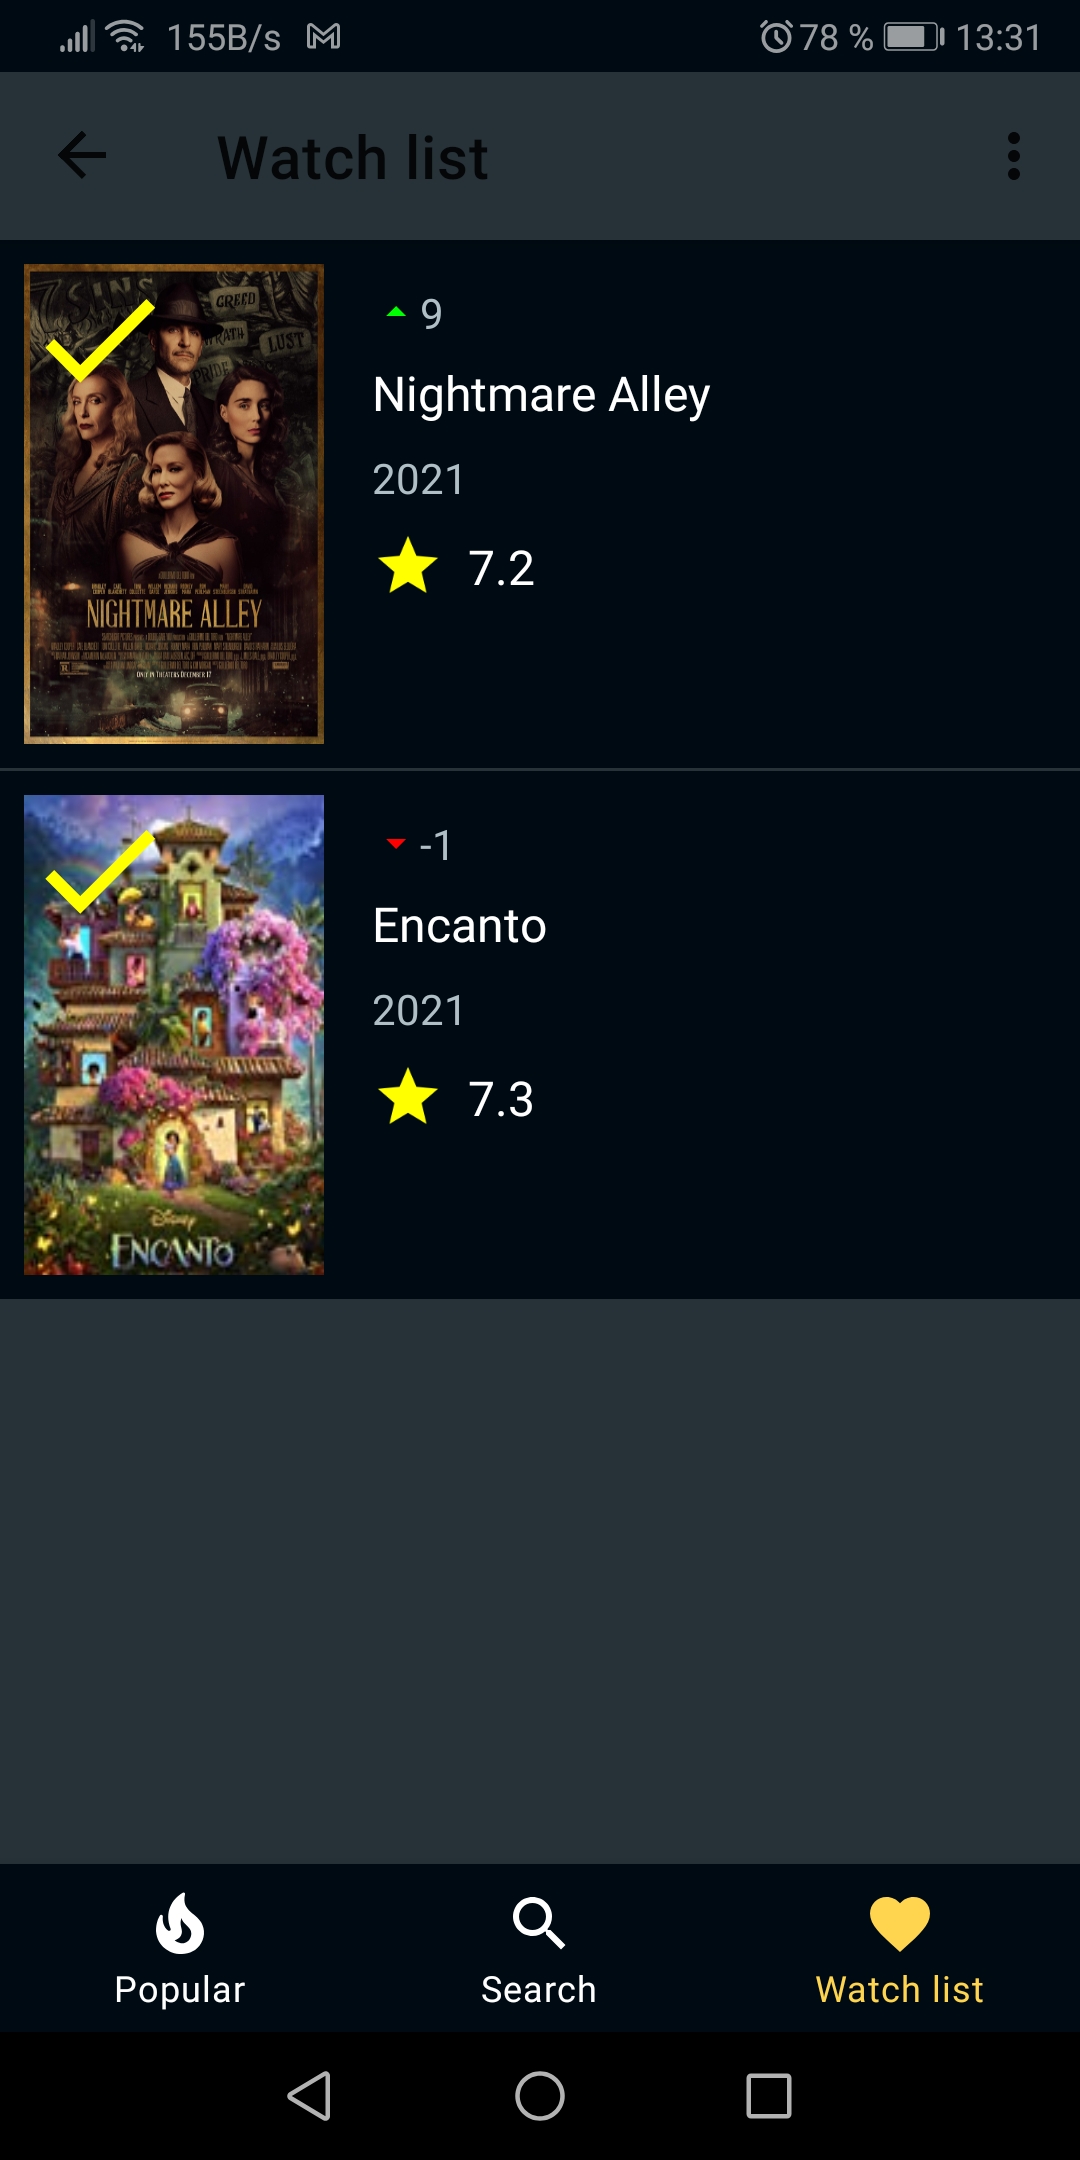 155B/s
78 %
13:31
Watch list
7 SINS
GREED
WRATH
LUST
PRIDE
NIGHTMARE ALLEY
ONLY IN THEATERS DECEMBER 17
9
Nightmare Alley
2021
7.2
Disney
ENCANTO
-1
Encanto
2021
7.3
Popular
Search
Watch list